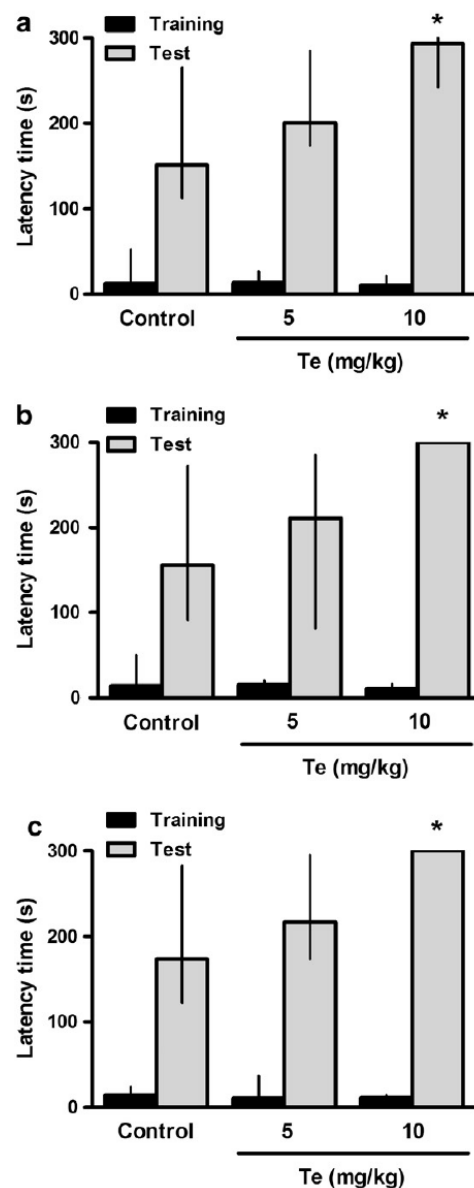 a
Training
Test
*
300
200
100
0
Latency time (s)
Control
5
10
Te (mg/kg)
b
Training
Test
*
300
200
100
0
Latency time (s)
Control
5
10
Te (mg/kg)
c
Training
Test
*
300
200
100
0
Latency time (s)
Control
5
10
Te (mg/kg)